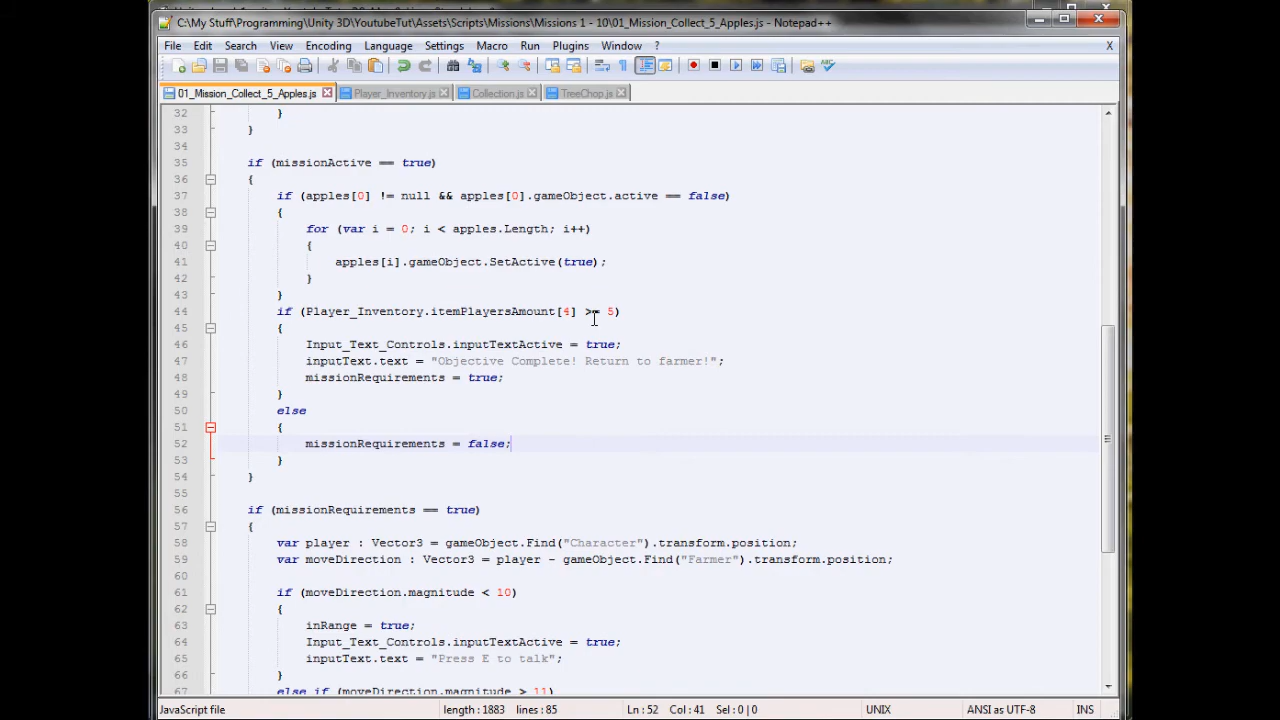 C:\My Stuff\Programming\Unity 3D\YoutubeTut\Assets\Scripts\Missions\Missions 1 - 10\01_Mission_Collect_5_Apples.js - Notepad++
File Edit Search View Encoding Language Settings Macro Run Plugins Window ? X
01_Mission_Collect_5_Apples.js Player_Inventory.js Collection.js TreeChop.js
32 }
33 }
34
35 if (missionActive == true)
36 {
37 if (apples[0] != null && apples[0].gameObject.active == false)
38 {
39 for (var i = 0; i < apples.Length; i++)
40 {
41 apples[i].gameObject.SetActive(true);
42 }
43 }
44 if (Player_Inventory.itemPlayersAmount[4] >= 5)
45 {
46 Input_Text_Controls.inputTextActive = true;
47 inputText.text = "Objective Complete! Return to farmer!";
48 missionRequirements = true;
49 }
50 else
51 {
52 missionRequirements = false;
53 }
54 }
55
56 if (missionRequirements == true)
57 {
58 var player : Vector3 = gameObject.Find("Character").transform.position;
59 var moveDirection : Vector3 = player - gameObject.Find("Farmer").transform.position;
60
61 if (moveDirection.magnitude < 10)
62 {
63 inRange = true;
64 Input_Text_Controls.inputTextActive = true;
65 inputText.text = "Press E to talk";
66 }
67 else if (moveDirection.magnitude > 11)
JavaScript file length : 1883 lines : 85 Ln : 52 Col : 41 Sel : 0 | 0 UNIX ANSI as UTF-8 INS